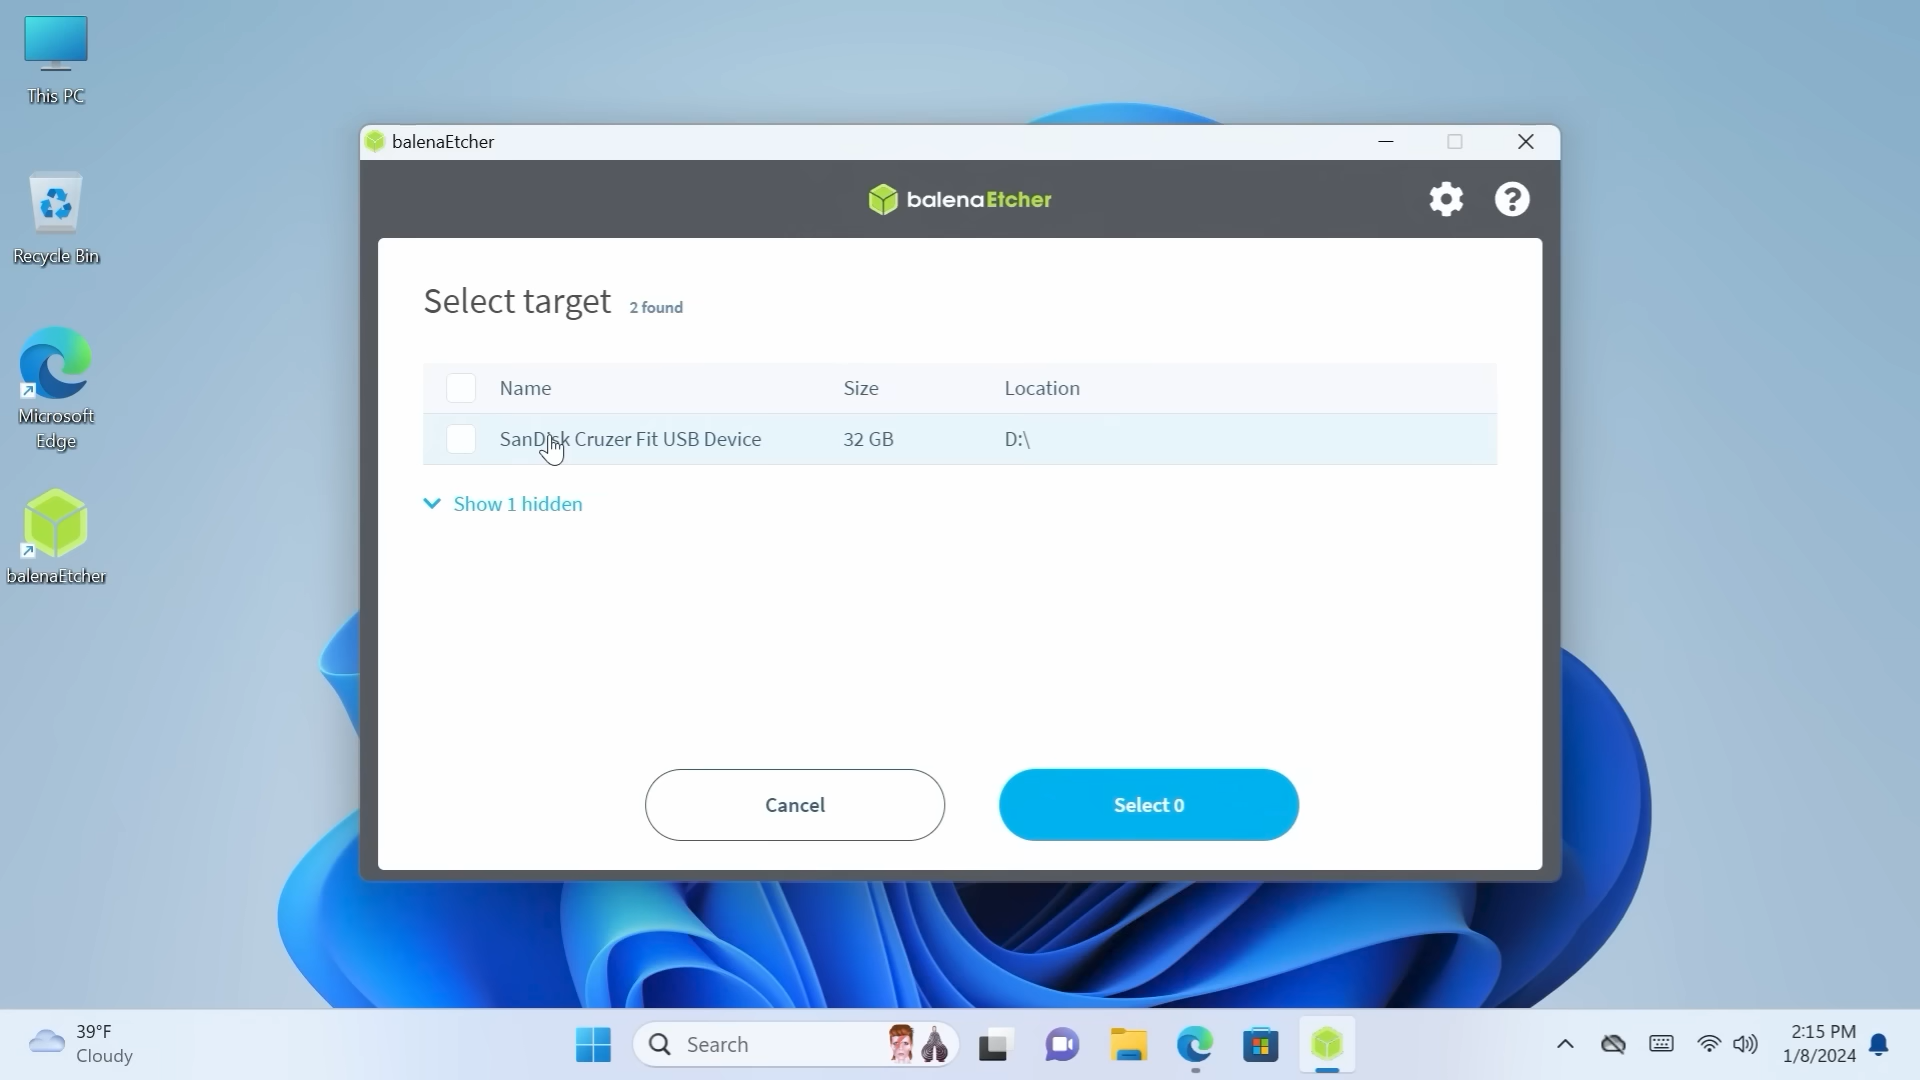 This PC
Recycle Bin
Microsoft
Edge
balenaEtcher
balenaEtcher
balenaEtcher
Select target 2 found
Name Size Location
SanDisk Cruzer Fit USB Device 32 GB D:\
Show 1 hidden
Cancel
Select 0
39°F
Cloudy
Search
2:15 PM
1/8/2024